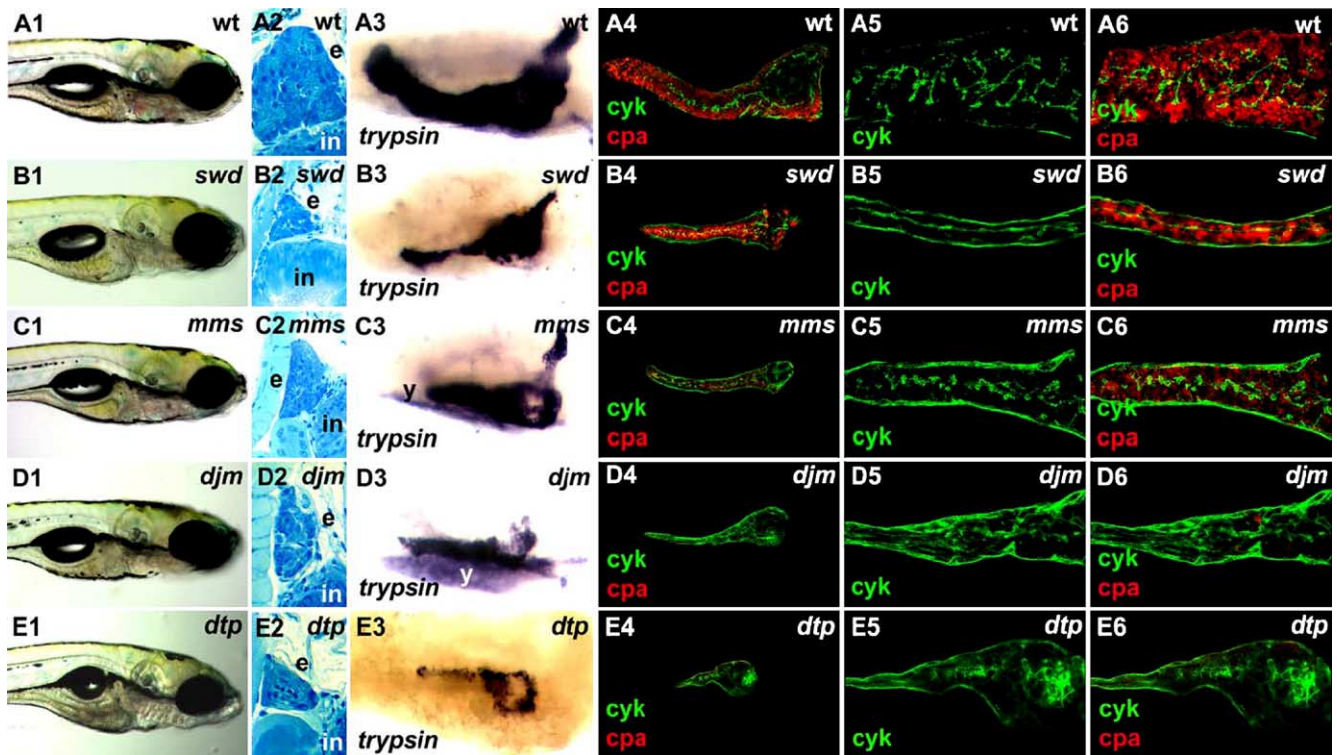 A1 wt
A2 wt
e
in
A3 wt
trypsin
A4 wt
cyk
cpa
A5 wt
cyk
A6 wt
cyk
cpa
B1 swd
B2 swd
e
in
B3 swd
trypsin
B4 swd
cyk
cpa
B5 swd
cyk
B6 swd
cyk
cpa
C1 mms
C2 mms
e
in
C3 mms
y
trypsin
C4 mms
cyk
cpa
C5 mms
cyk
C6 mms
cyk
cpa
D1 djm
D2 djm
e
in
D3 djm
y
trypsin
D4 djm
cyk
cpa
D5 djm
cyk
D6 djm
cyk
cpa
E1 dtp
E2 dtp
e
in
E3 dtp
trypsin
E4 dtp
cyk
cpa
E5 dtp
cyk
E6 dtp
cyk
cpa